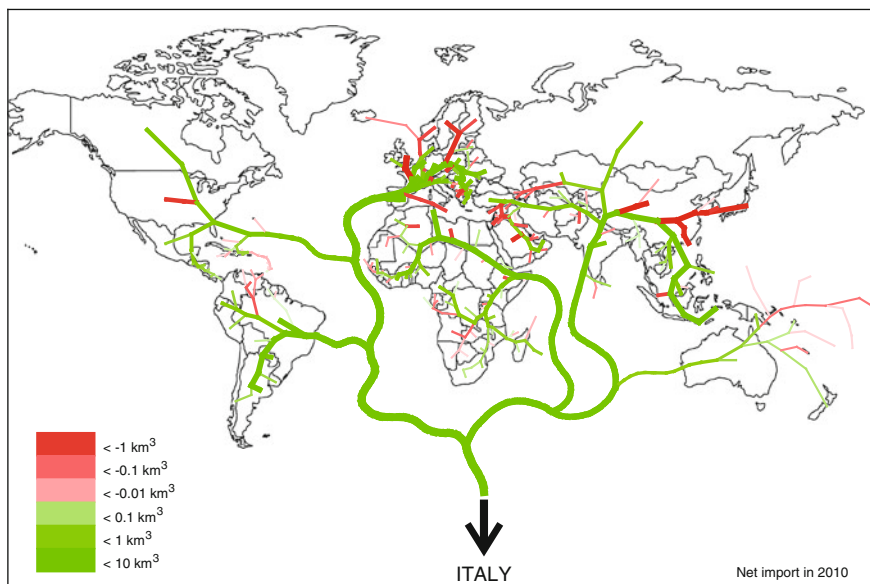 < -1 km³
< -0.1 km³
< -0.01 km³
< 0.1 km³
< 1 km³
< 10 km³
ITALY
Net import in 2010